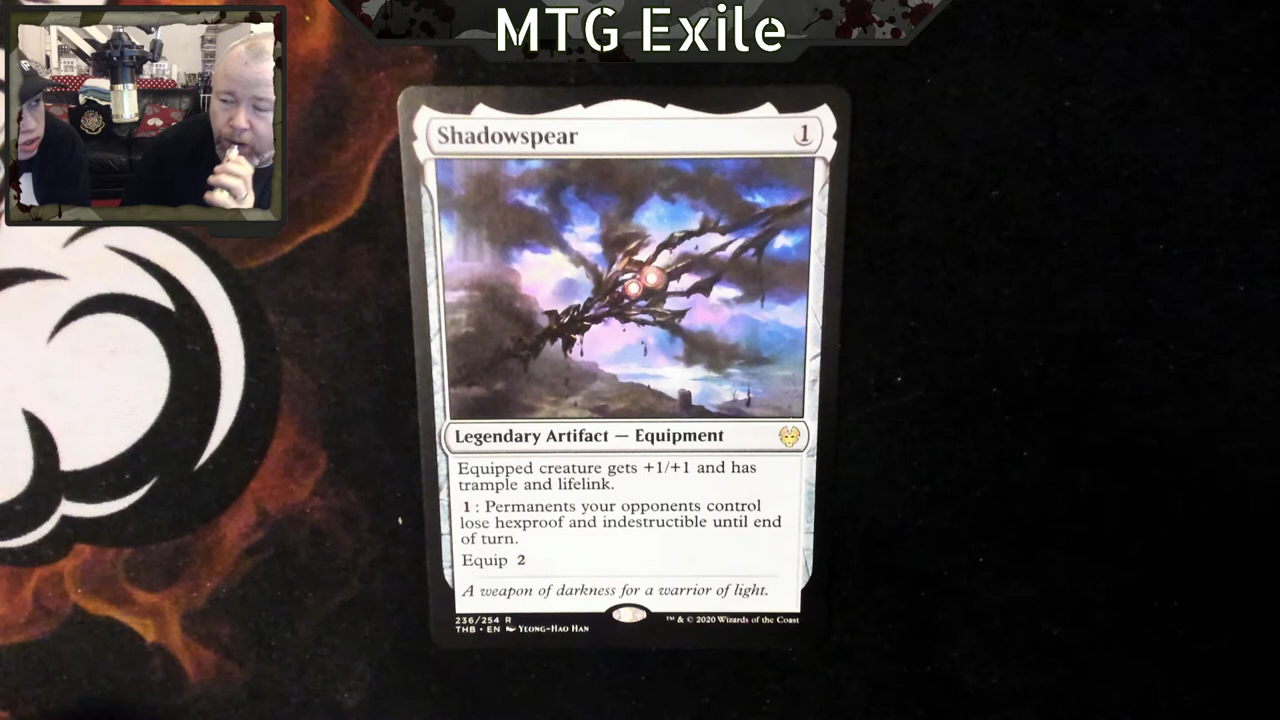 MTG Exile
Shadowspear 1
Legendary Artifact — Equipment
Equipped creature gets +1/+1 and has
trample and lifelink.
1 : Permanents your opponents control
lose hexproof and indestructible until end
of turn.
Equip 2
A weapon of darkness for a warrior of light.
236/254 R
THB • EN Yeong-Hao Han
™ & © 2020 Wizards of the Coast